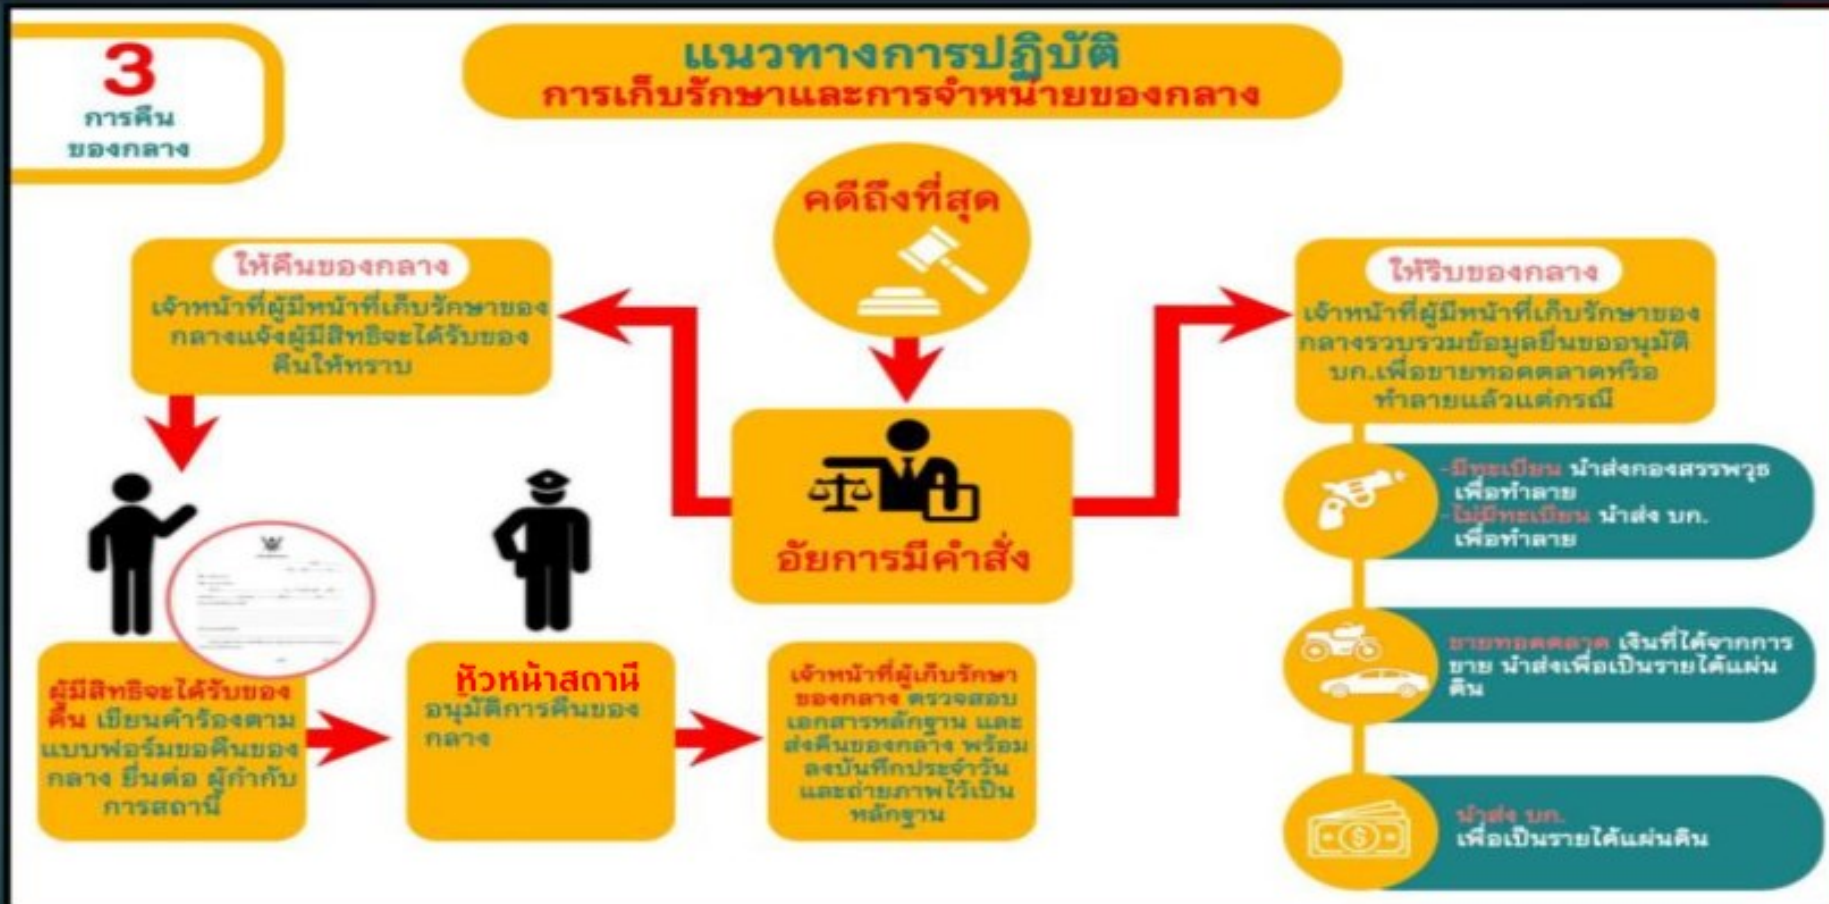 3
การคืน
ของกลาง
แนวทางการปฏิบัติ
การเก็บรักษาและการจำหน่ายของกลาง
คดีถึงที่สุด
อัยการมีคำสั่ง
ให้คืนของกลาง
เจ้าหน้าที่ผู้มีหน้าที่เก็บรักษาของ
กลางแจ้งผู้มีสิทธิจะได้รับของ
คืนให้ทราบ
ผู้มีสิทธิจะได้รับของ
คืน เขียนคำร้องตาม
แบบฟอร์มขอคืนของ
กลาง ยื่นต่อ ผู้กำกับ
การสถานี
หัวหน้าสถานี
อนุมัติการคืนของ
กลาง
เจ้าหน้าที่ผู้เก็บรักษา
ของกลาง ตรวจสอบ
เอกสารหลักฐาน และ
ส่งคืนของกลาง พร้อม
ลงบันทึกประจำวัน
และถ่ายภาพไว้เป็น
หลักฐาน
ให้ริบของกลาง
เจ้าหน้าที่ผู้มีหน้าที่เก็บรักษาของ
กลางรวบรวมข้อมูลยื่นขออนุมัติ
บก.เพื่อขายทอดตลาดหรือ
ทำลายแล้วแต่กรณี
-มีทะเบียน นำส่งกองสรรพวุธ
เพื่อทำลาย
-ไม่มีทะเบียน นำส่ง บก.
เพื่อทำลาย
ขายทอดตลาด เงินที่ได้จากการ
ขาย นำส่งเพื่อเป็นรายได้แผ่น
ดิน
นำส่ง บก.
เพื่อเป็นรายได้แผ่นดิน